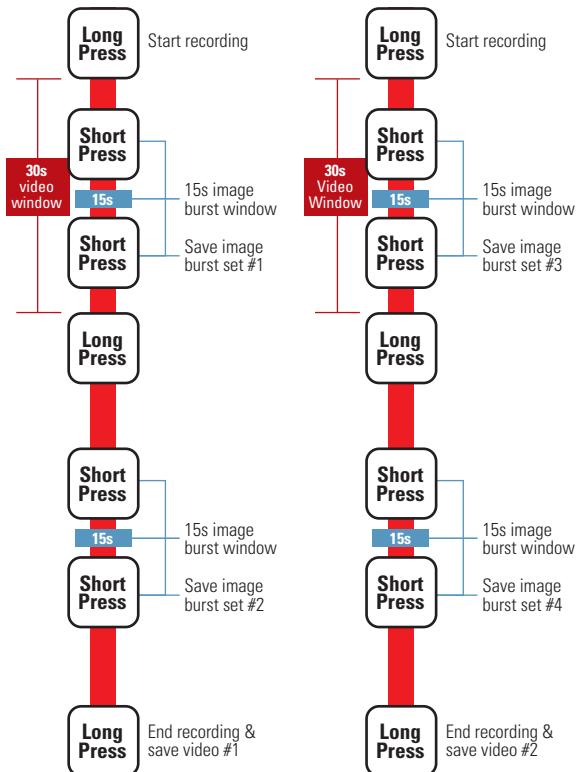 Long
Press
Start recording
Short
Press
30s
video
window
15s
15s image
burst window
Short
Press
Save image
burst set #1
Long
Press
Short
Press
15s
15s image
burst window
Short
Press
Save image
burst set #2
Long
Press
End recording &
save video #1
Long
Press
Start recording
Short
Press
30s
Video
Window
15s
15s image
burst window
Short
Press
Save image
burst set #3
Long
Press
Short
Press
15s
15s image
burst window
Short
Press
Save image
burst set #4
Long
Press
End recording &
save video #2